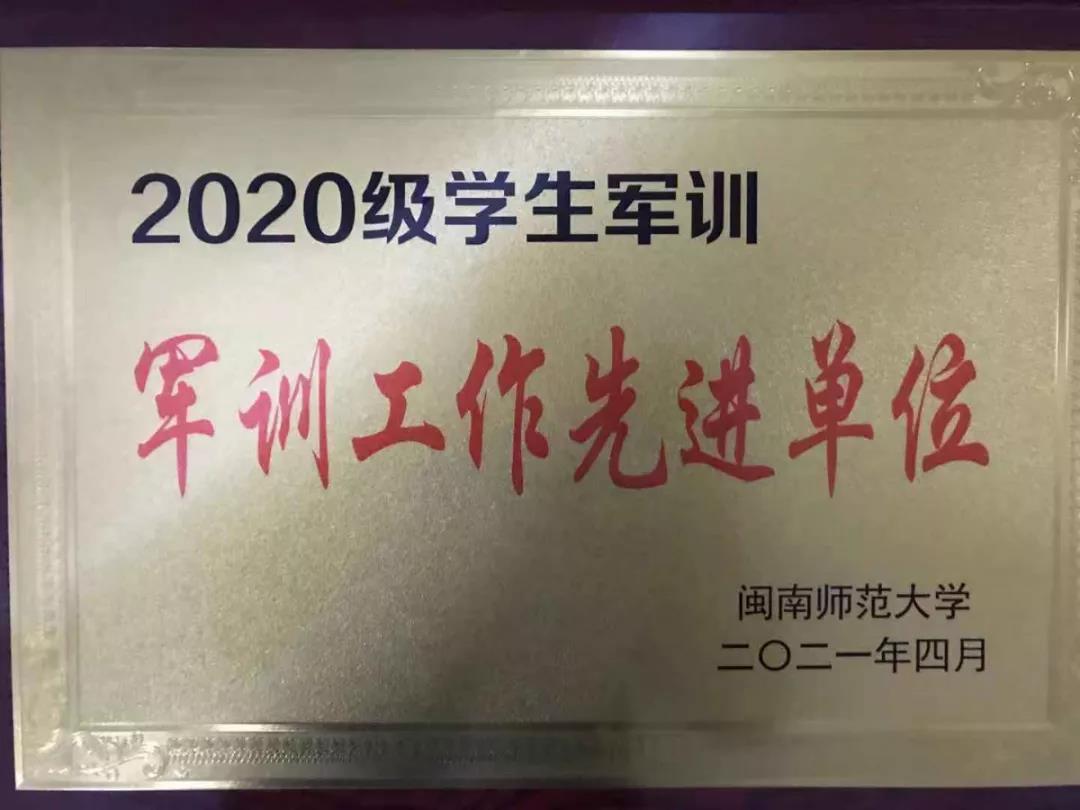 2020级学生军训
军训工作先进单位
闽南师范大学
二〇二一年四月